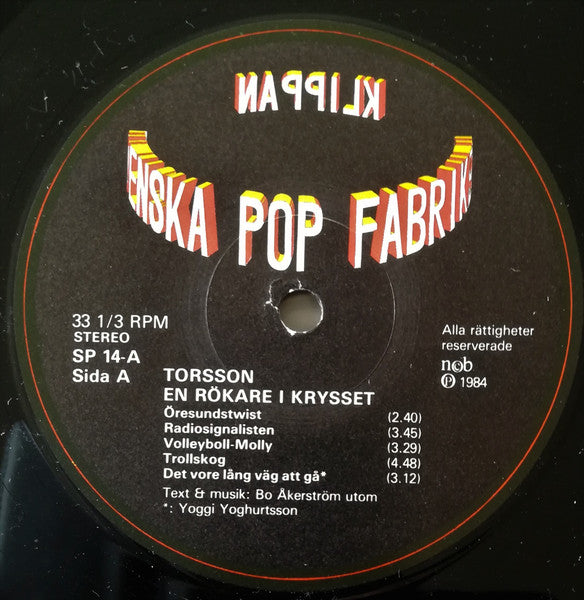 KLIPPAN
ENSKA POP FABRIK
33 1/3 RPM
STEREO
SP 14-A
Sida A
TORSSON
EN RÖKARE I KRYSSET
Öresundstwist (2.40)
Radiosignalisten (3.45)
Volleyboll-Molly (3.29)
Trollskog (4.48)
Det vore lång väg att gå* (3.12)
Text & musik: Bo Åkerström utom
*: Yoggi Yoghurtsson
Alla rättigheter
reserverade
n©b
℗ 1984